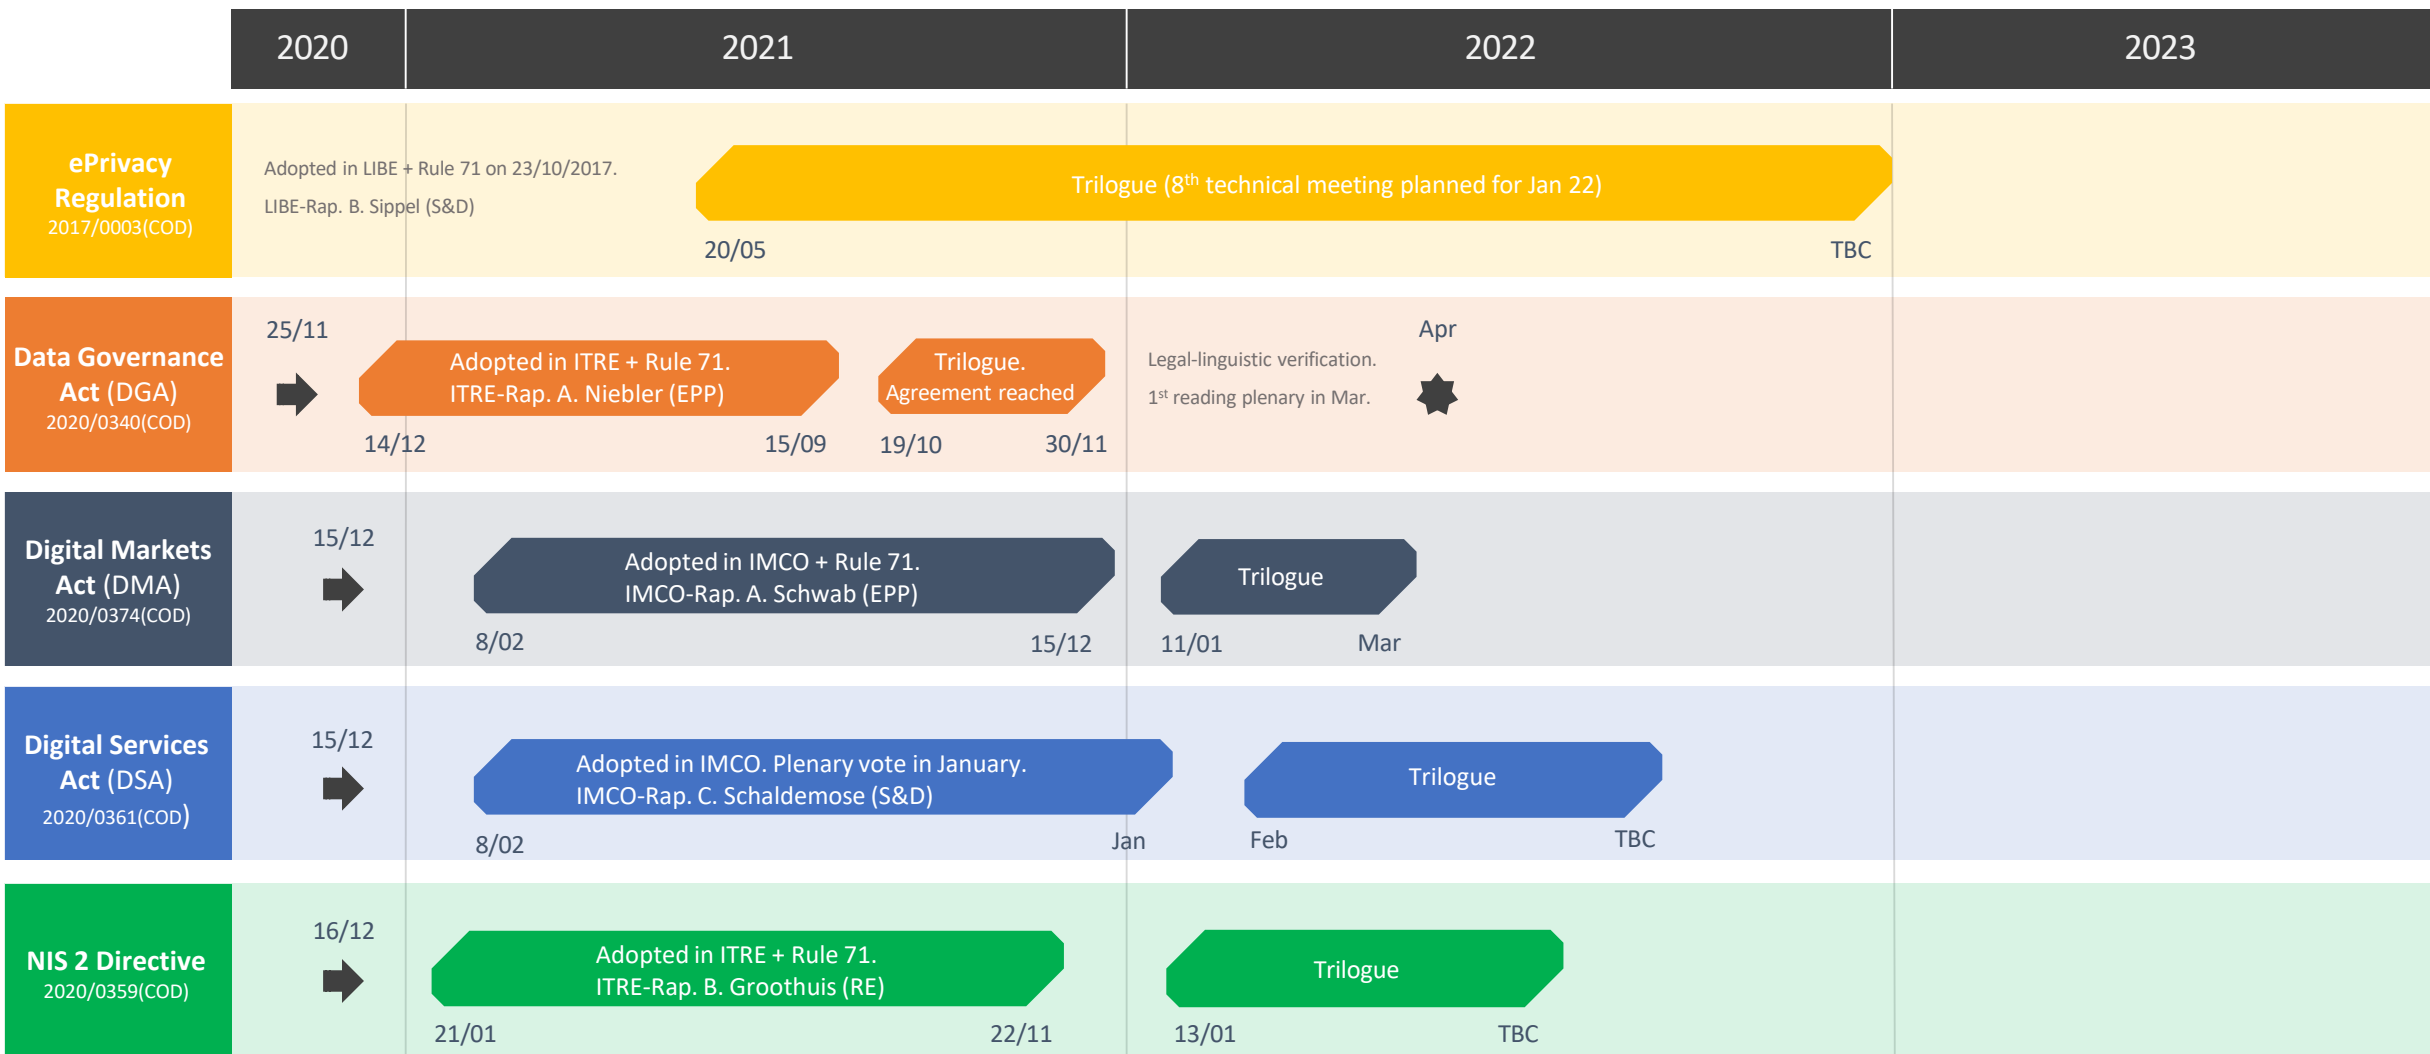 2020
2021
2022
2023
ePrivacy
Regulation
2017/0003(COD)
Adopted in LIBE + Rule 71 on 23/10/2017.
LIBE-Rap. B. Sippel (S&D)
Trilogue (8th technical meeting planned for Jan 22)
20/05
TBC
Data Governance
Act (DGA)
2020/0340(COD)
25/11
Adopted in ITRE + Rule 71.
ITRE-Rap. A. Niebler (EPP)
14/12
15/09
Trilogue.
Agreement reached
19/10
30/11
Legal-linguistic verification.
1st reading plenary in Mar.
Apr
Digital Markets
Act (DMA)
2020/0374(COD)
15/12
Adopted in IMCO + Rule 71.
IMCO-Rap. A. Schwab (EPP)
8/02
15/12
Trilogue
11/01
Mar
Digital Services
Act (DSA)
2020/0361(COD)
15/12
Adopted in IMCO. Plenary vote in January.
IMCO-Rap. C. Schaldemose (S&D)
8/02
Jan
Trilogue
Feb
TBC
NIS 2 Directive
2020/0359(COD)
16/12
Adopted in ITRE + Rule 71.
ITRE-Rap. B. Groothuis (RE)
21/01
22/11
Trilogue
13/01
TBC